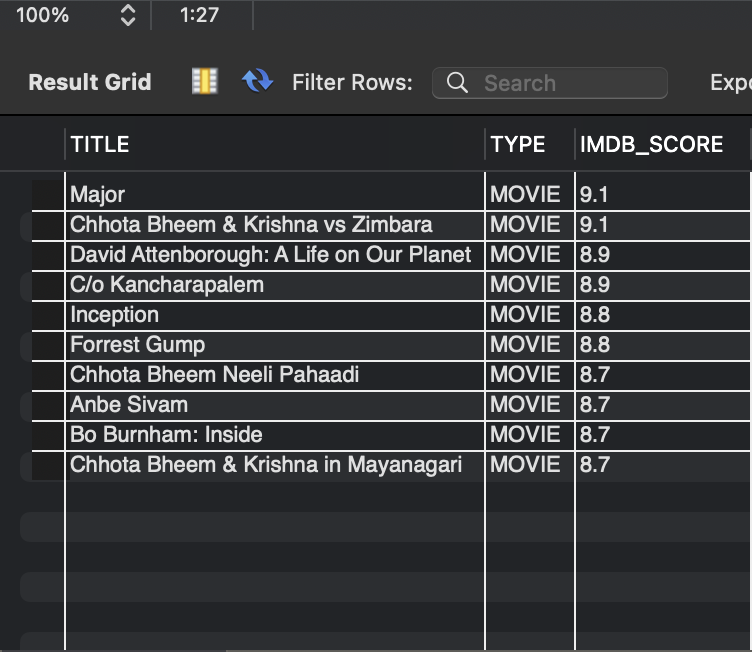 100% 1:27
Result Grid Filter Rows: Search
TITLE TYPE IMDB_SCORE
Major MOVIE 9.1
Chhota Bheem & Krishna vs Zimbara MOVIE 9.1
David Attenborough: A Life on Our Planet MOVIE 8.9
C/o Kancharapalem MOVIE 8.9
Inception MOVIE 8.8
Forrest Gump MOVIE 8.8
Chhota Bheem Neeli Pahaadi MOVIE 8.7
Anbe Sivam MOVIE 8.7
Bo Burnham: Inside MOVIE 8.7
Chhota Bheem & Krishna in Mayanagari MOVIE 8.7